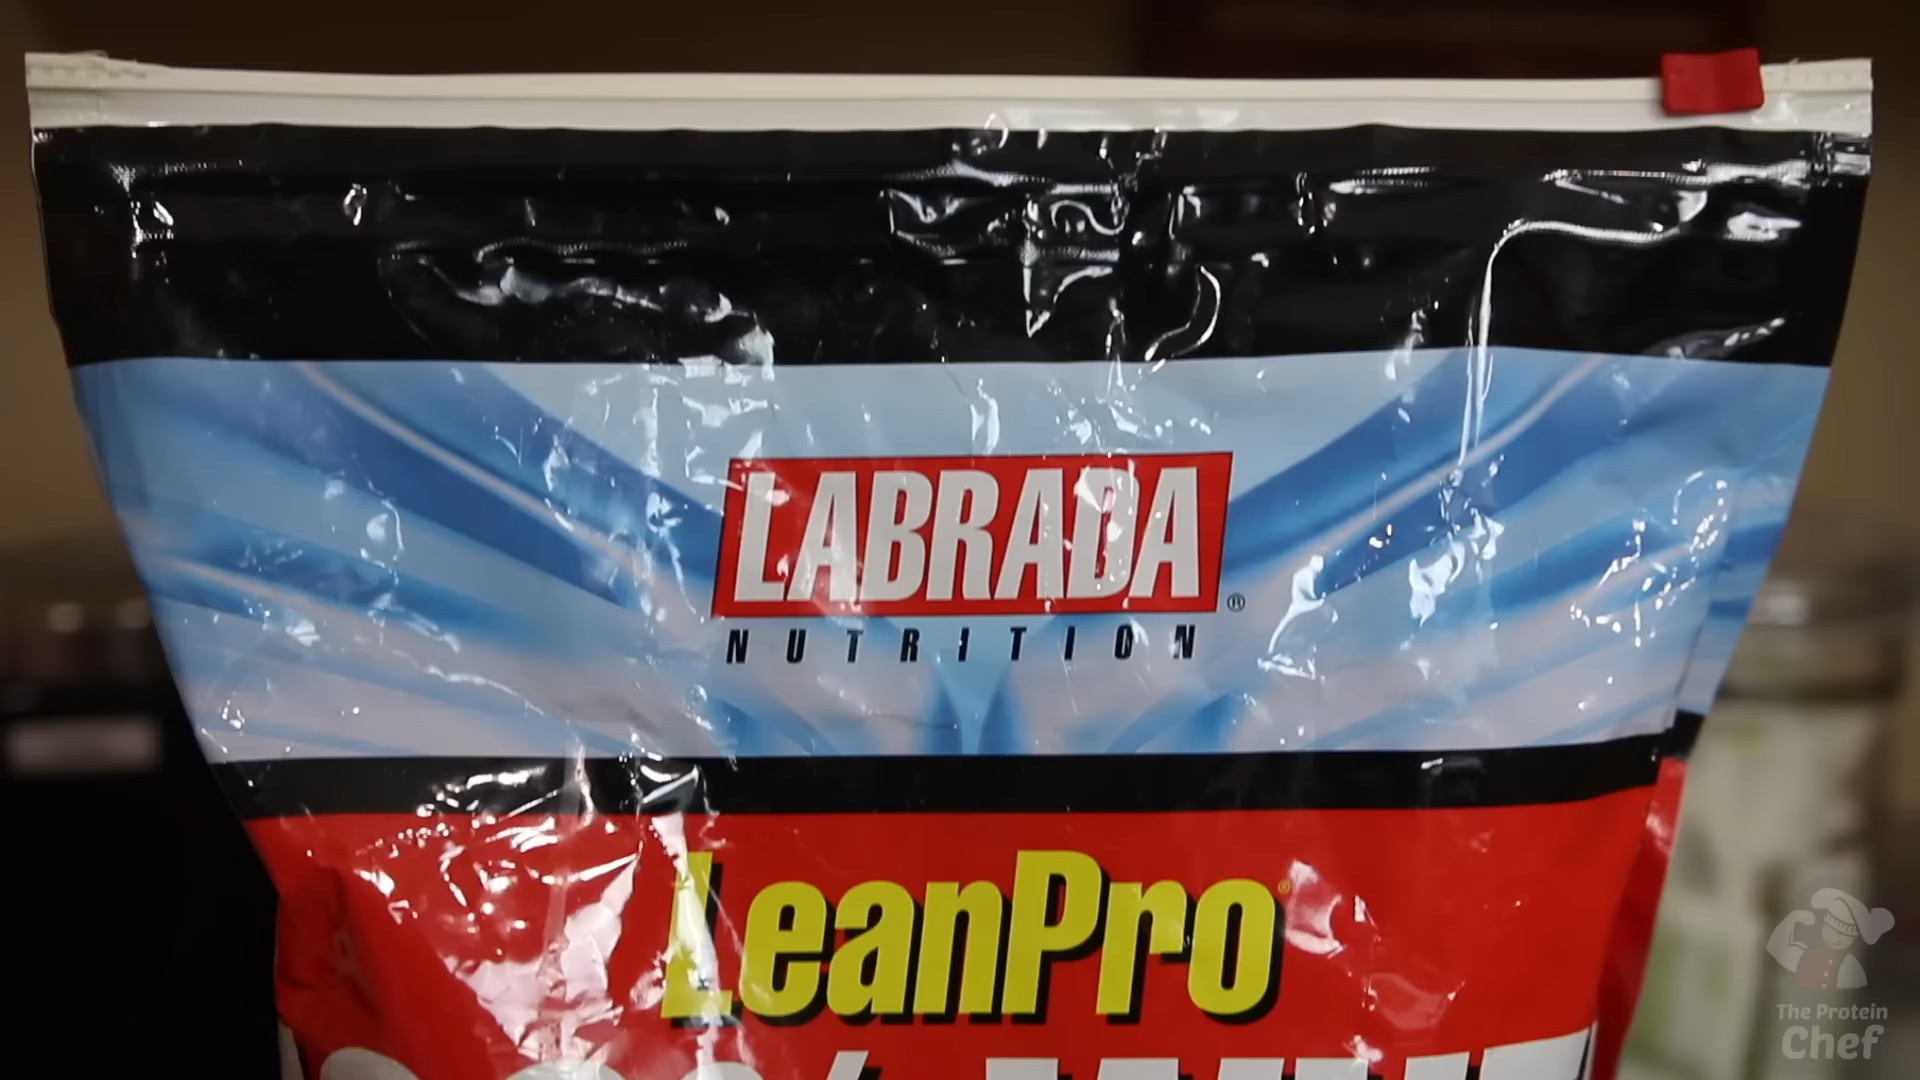 LABRADA
®
NUTRITION
LeanPro®
The Protein
Chef